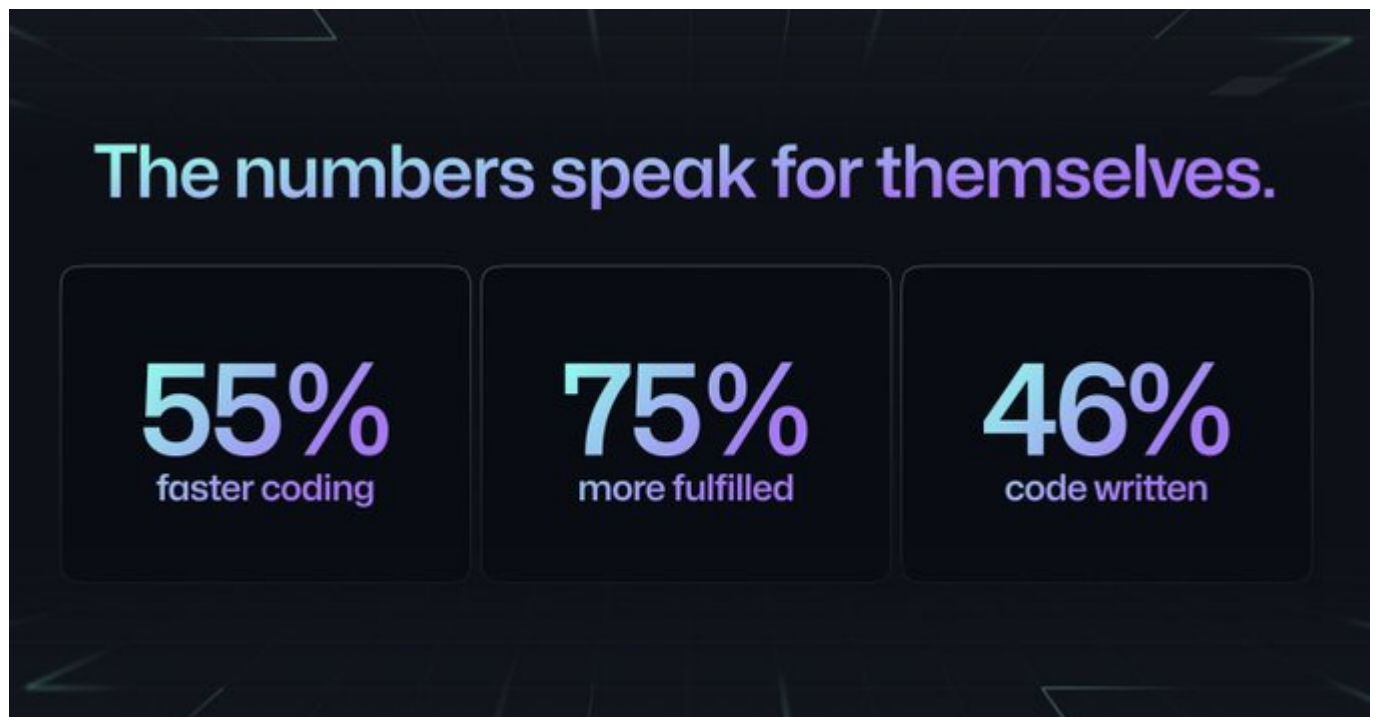 The numbers speak for themselves.
55%
faster coding
75%
more fulfilled
46%
code written